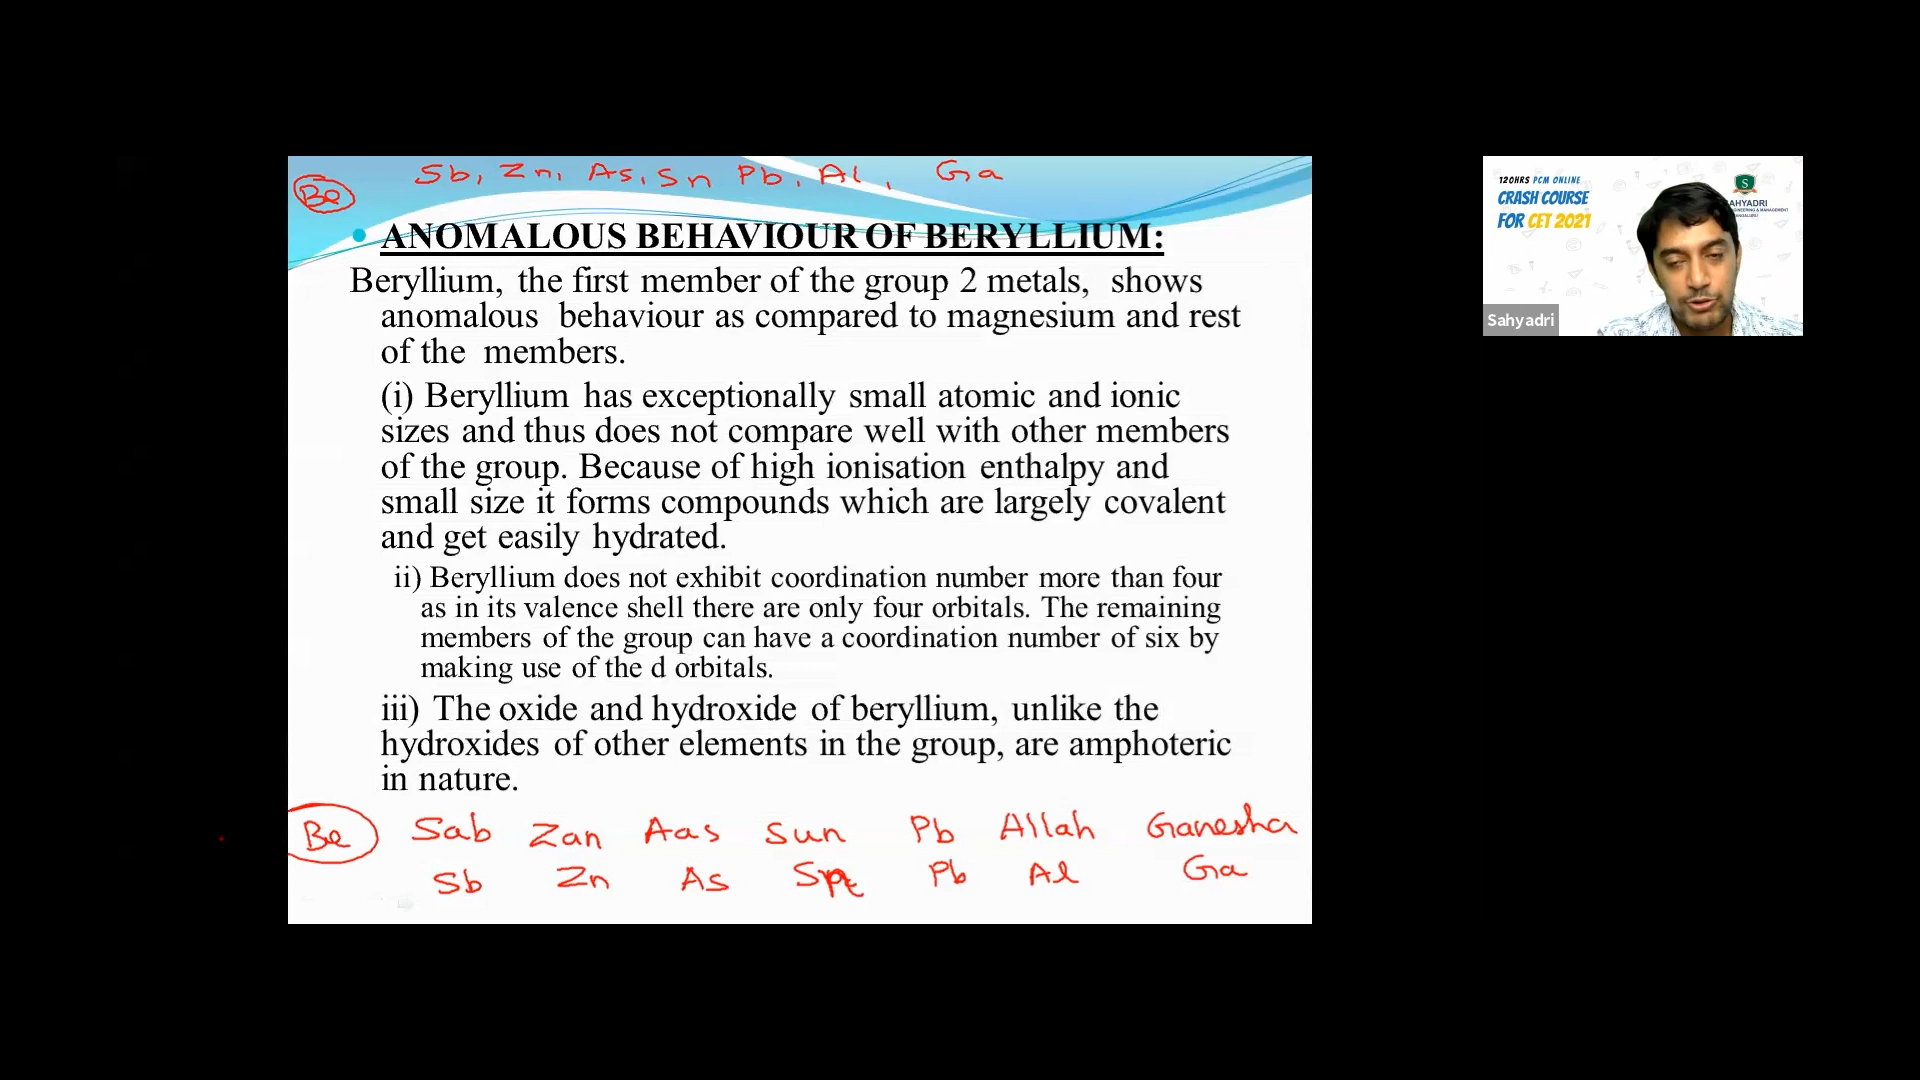 Sb, Zn, As, Sn Pb, Al, Ga
Be
• ANOMALOUS BEHAVIOUR OF BERYLLIUM:
Beryllium, the first member of the group 2 metals, shows
anomalous behaviour as compared to magnesium and rest
of the members.
(i) Beryllium has exceptionally small atomic and ionic
sizes and thus does not compare well with other members
of the group. Because of high ionisation enthalpy and
small size it forms compounds which are largely covalent
and get easily hydrated.
ii) Beryllium does not exhibit coordination number more than four
as in its valence shell there are only four orbitals. The remaining
members of the group can have a coordination number of six by
making use of the d orbitals.
iii) The oxide and hydroxide of beryllium, unlike the
hydroxides of other elements in the group, are amphoteric
in nature.
Be Sab Zan Aas Sun Pb Allah Ganesha
Sb Zn As Pb Al Ga
120HRS PCM ONLINE
CRASH COURSE
FOR CET 2021
S
AHYADRI
Sahyadri